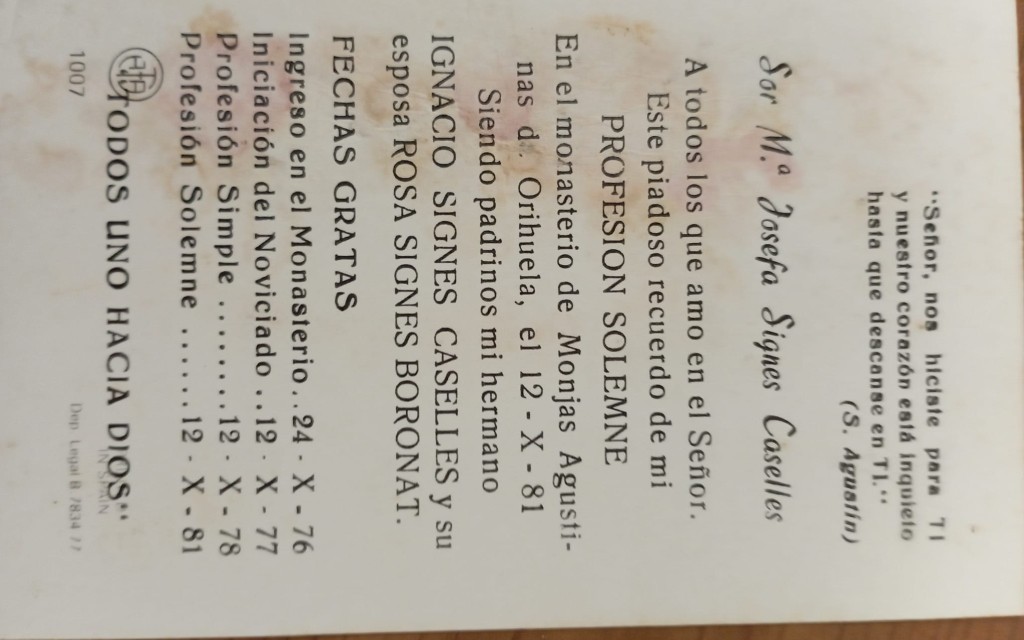 "Señor, nos hiciste para TI
y nuestro corazón está inquieto
hasta que descanse en TI."
(S. Agustín)
Sor M.ª Josefa Signes Caselles
A todos los que amo en el Señor.
Este piadoso recuerdo de mi
PROFESION SOLEMNE
En el monasterio de Monjas Agusti-
nas d. Orihuela, el 12 - X - 81
Siendo padrinos mi hermano
IGNACIO SIGNES CASELLES y su
esposa ROSA SIGNES BORONAT.
FECHAS GRATAS
Ingreso en el Monasterio..24 - X - 76
Iniciación del Noviciado ..12 - X - 77
Profesión Simple .........12 - X - 78
Profesión Solemne ......12 - X - 81
TODOS UNO HACIA DIOS"
IN SPAIN
1007
Dep. Legal B 7834 77